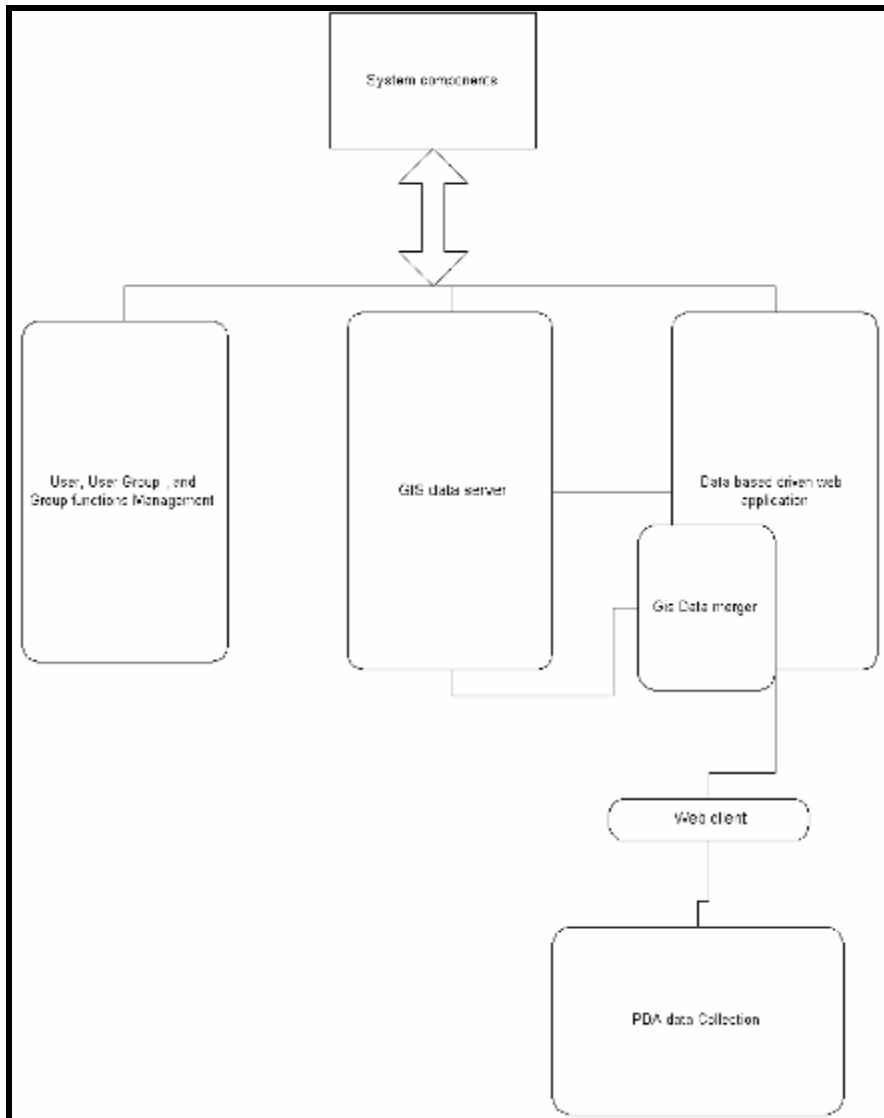 System components
User, User Group , and
Group functions Management
GIS data server
Data based driven web
application
Gis Data merger
Web client
PDA data Collection